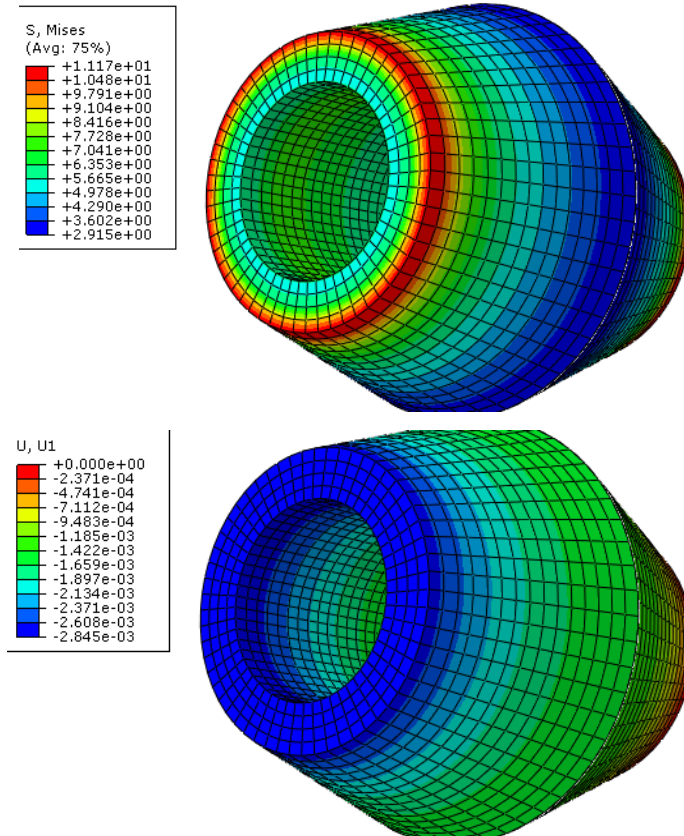 S, Mises
(Avg: 75%)
+1.117e+01
+1.048e+01
+9.791e+00
+9.104e+00
+8.416e+00
+7.728e+00
+7.041e+00
+6.353e+00
+5.665e+00
+4.978e+00
+4.290e+00
+3.602e+00
+2.915e+00
U, U1
+0.000e+00
-2.371e-04
-4.741e-04
-7.112e-04
-9.483e-04
-1.185e-03
-1.422e-03
-1.659e-03
-1.897e-03
-2.134e-03
-2.371e-03
-2.608e-03
-2.845e-03